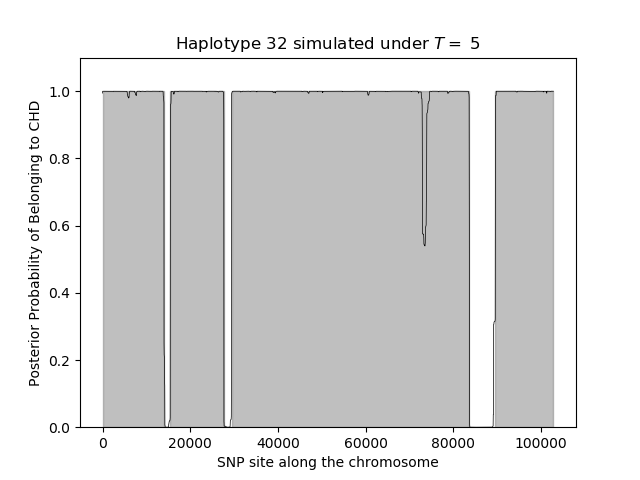 Haplotype 32 simulated under T = 5
Posterior Probability of Belonging to CHD
1.0
0.8
0.6
0.4
0.2
0.0
0 20000 40000 60000 80000 100000
SNP site along the chromosome